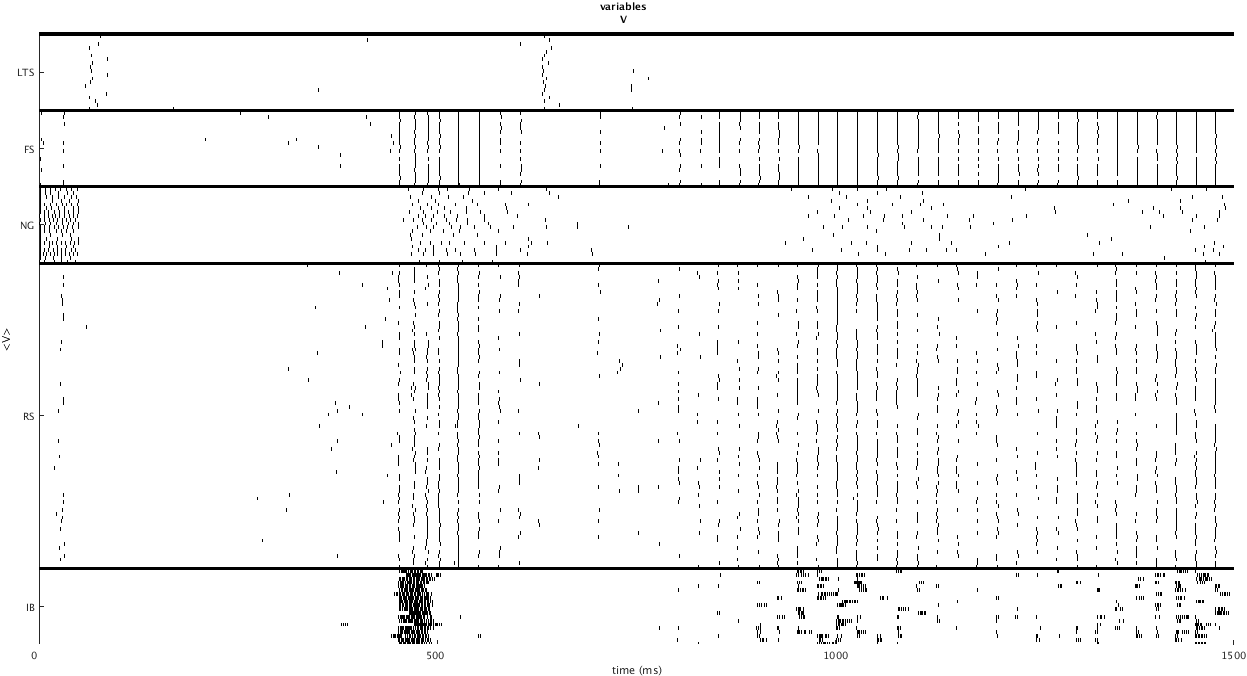 variables
V
LTS
FS
NG
<V>
RS
IB
0 500 1000 1500
time (ms)